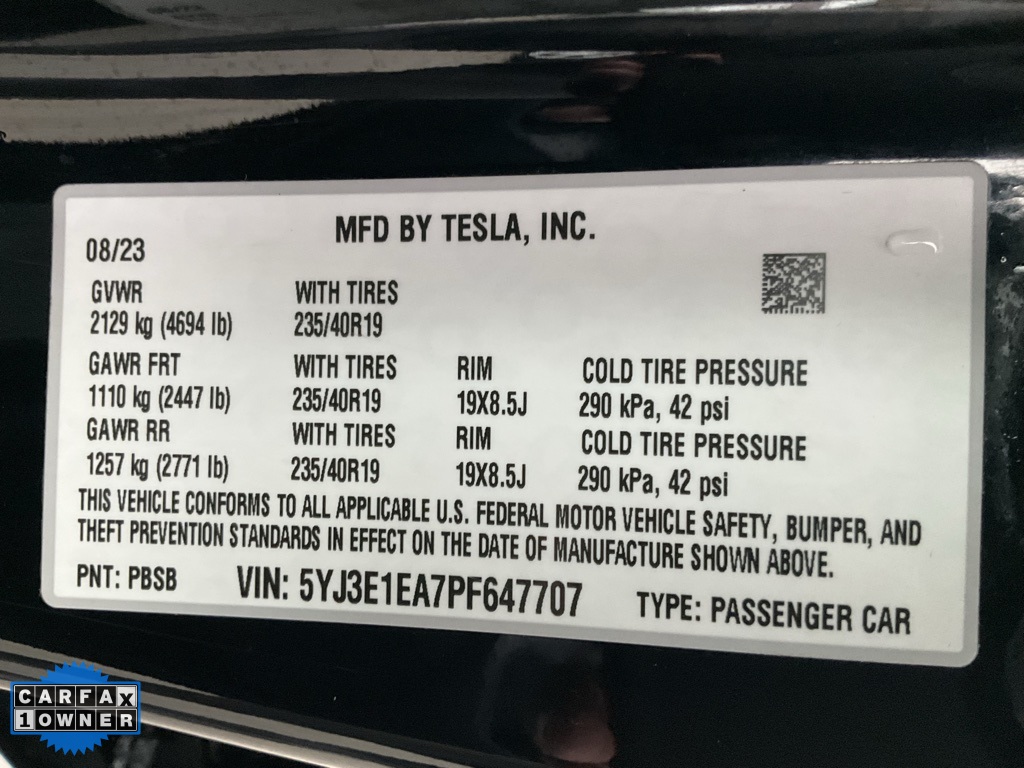 MFD BY TESLA, INC.
08/23
GVWR WITH TIRES
2129 kg (4694 lb) 235/40R19
GAWR FRT WITH TIRES RIM COLD TIRE PRESSURE
1110 kg (2447 lb) 235/40R19 19X8.5J 290 kPa, 42 psi
GAWR RR WITH TIRES RIM COLD TIRE PRESSURE
1257 kg (2771 lb) 235/40R19 19X8.5J 290 kPa, 42 psi
THIS VEHICLE CONFORMS TO ALL APPLICABLE U.S. FEDERAL MOTOR VEHICLE SAFETY, BUMPER, AND
THEFT PREVENTION STANDARDS IN EFFECT ON THE DATE OF MANUFACTURE SHOWN ABOVE.
PNT: PBSB VIN: 5YJ3E1EA7PF647707 TYPE: PASSENGER CAR
CARFAX
1 OWNER